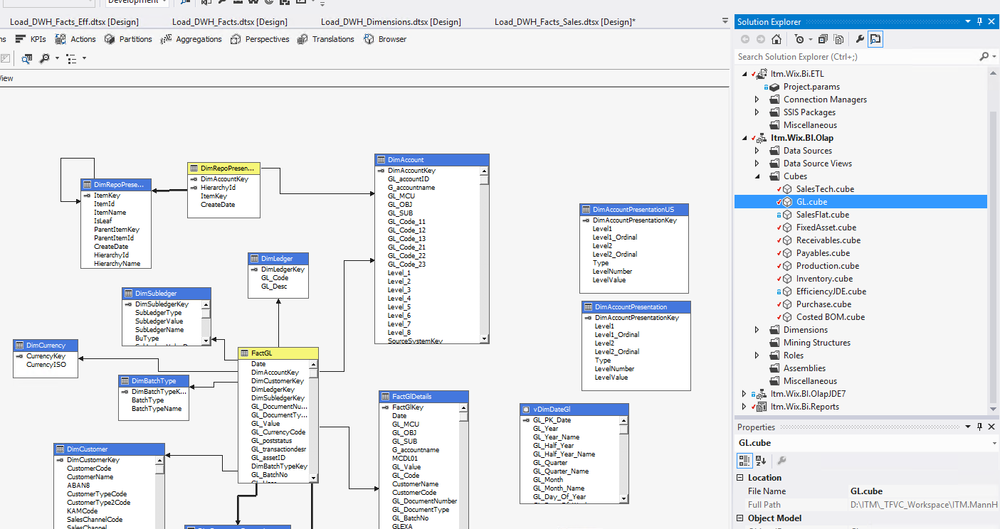 Development
Load_DWH_Facts_Eff.dtsx [Design]
Load_DWH_Facts.dtsx [Design]
Load_DWH_Dimensions.dtsx [Design]
Load_DWH_Facts_Sales.dtsx [Design]*
KPIs
Actions
Partitions
Aggregations
Perspectives
Translations
Browser
View
DimRepoPrese...
ItemKey
ItemId
ItemName
IsLeaf
ParentItemKey
ParentItemId
CreateDate
HierarchyId
HierarchyName
DimRepoPresen...
DimAccountKey
HierarchyId
ItemKey
CreateDate
DimAccount
DimAccountKey
GL_accountID
G_accountname
GL_MCU
GL_OBJ
GL_SUB
GL_Code_11
GL_Code_12
GL_Code_13
GL_Code_21
GL_Code_22
GL_Code_23
Level_1
Level_2
Level_3
Level_4
Level_5
Level_6
Level_7
Level_8
SourceSystemKey
DimAccountPresentationUS
DimAccountPresentationKey
Level1
Level1_Ordinal
Level2
Level2_Ordinal
Type
LevelNumber
LevelValue
DimLedger
DimLedgerKey
GL_Code
GL_Desc
DimSubledger
DimSubledgerKey
SubLedgerType
SubLedgerValue
SubLedgerName
BuType
DimAccountPresentation
DimAccountPresentationKey
Level1
Level1_Ordinal
Level2
Level2_Ordinal
Type
LevelNumber
LevelValue
DimCurrency
CurrencyKey
CurrencyISO
DimBatchType
DimBatchTypeK...
BatchType
BatchTypeName
FactGL
Date
DimAccountKey
DimCustomerKey
DimLedgerKey
DimSubledgerKey
GL_DocumentNu...
GL_DocumentTy...
GL_Value
GL_CurrencyCode
GL_poststatus
GL_transactiondesr
GL_assetID
DimBatchTypeKey
GL_BatchNo
FactGlDetails
FactGlKey
Date
GL_MCU
GL_OBJ
GL_SUB
G_accountname
MCDL01
GL_Value
GL_Code
CustomerName
CustomerCode
GL_DocumentNumber
GL_DocumentType
GL_BatchNo
GLEXA
vDimDateGl
GL_PK_Date
GL_Year
GL_Year_Name
GL_Half_Year
GL_Half_Year_Name
GL_Quarter
GL_Quarter_Name
GL_Month
GL_Month_Name
GL_Day_Of_Year
DimCustomer
DimCustomerKey
CustomerCode
CustomerName
ABAN8
CustomerTypeCode
CustomerType2Code
KAMCode
SalesChannelCode
SalesChannel
Solution Explorer
Search Solution Explorer (Ctrl+;)
Itm.Wix.Bi.ETL
Project.params
Connection Managers
SSIS Packages
Miscellaneous
Itm.Wix.BI.Olap
Data Sources
Data Source Views
Cubes
SalesTech.cube
GL.cube
SalesFlat.cube
FixedAsset.cube
Receivables.cube
Payables.cube
Production.cube
Inventory.cube
EfficiencyJDE.cube
Purchase.cube
Costed BOM.cube
Dimensions
Mining Structures
Roles
Assemblies
Miscellaneous
Itm.Wix.BI.OlapJDE7
Itm.Wix.Bi.Reports
Properties
GL.cube
Location
File Name GL.cube
Full Path D:\ITM\_TFVC_Workspace\ITM.MannH
Object Model